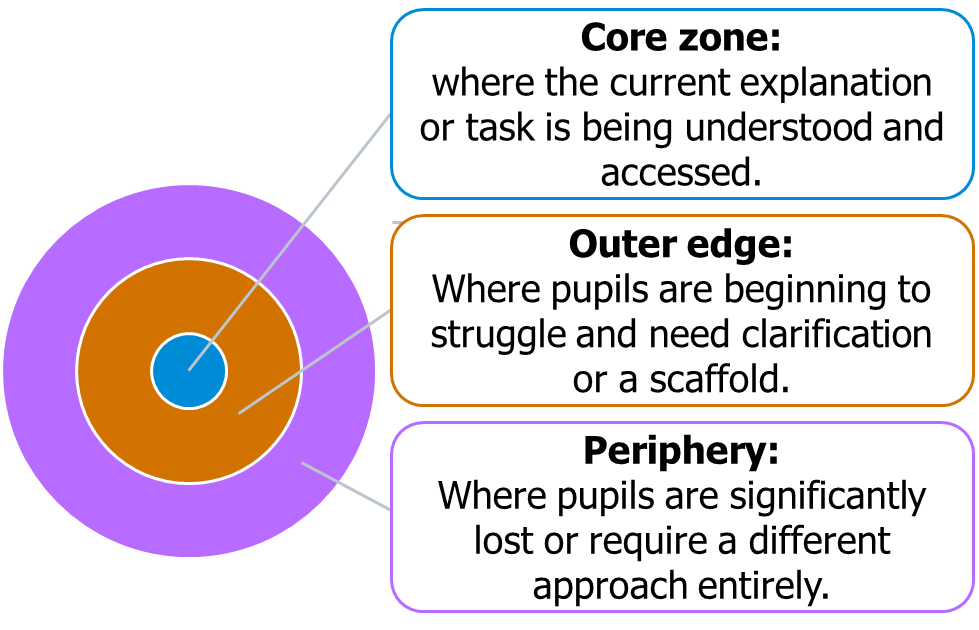 Core zone:
where the current explanation
or task is being understood and
accessed.
Outer edge:
Where pupils are beginning to
struggle and need clarification
or a scaffold.
Periphery:
Where pupils are significantly
lost or require a different
approach entirely.